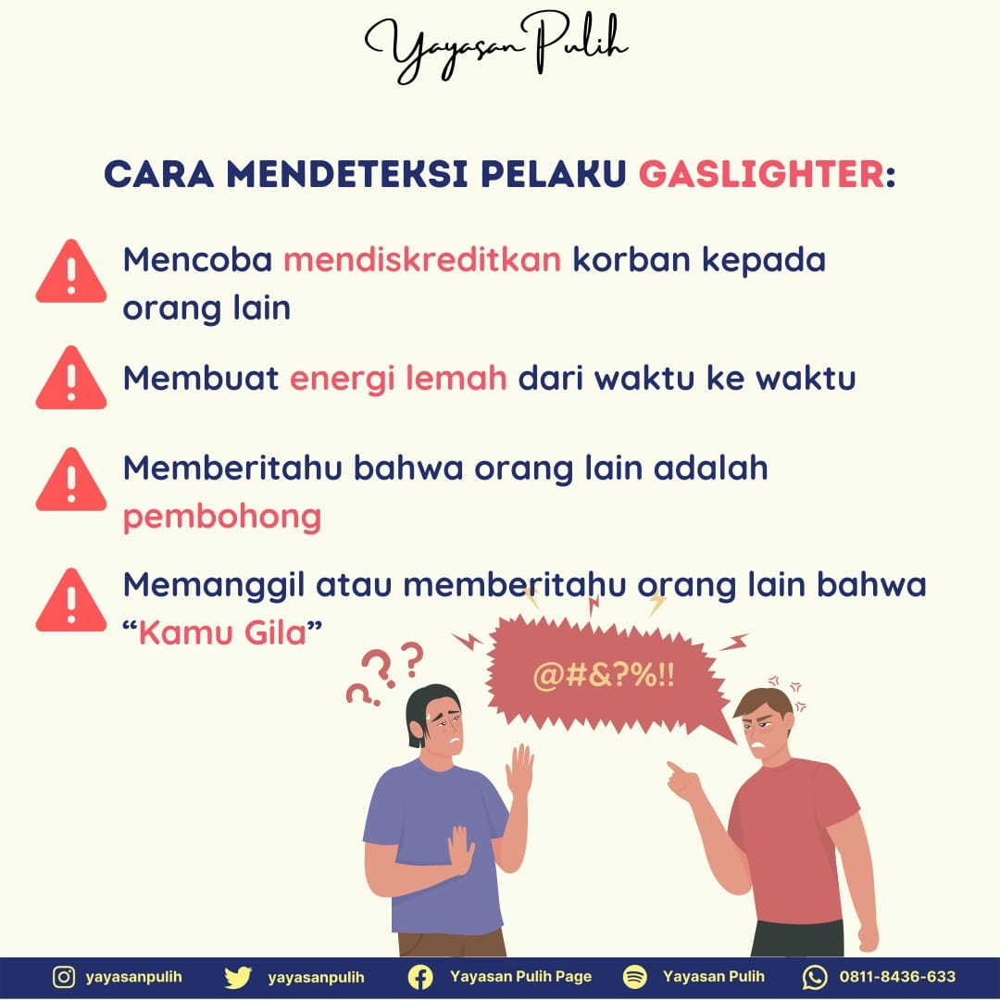 Yayasan Pulih
CARA MENDETEKSI PELAKU GASLIGHTER:
Mencoba mendiskreditkan korban kepada
orang lain
Membuat energi lemah dari waktu ke waktu
Memberitahu bahwa orang lain adalah
pembohong
Memanggil atau memberitahu orang lain bahwa
“Kamu Gila”
???
@#&?%!!
yayasanpulih
yayasanpulih
Yayasan Pulih Page
Yayasan Pulih
0811-8436-633